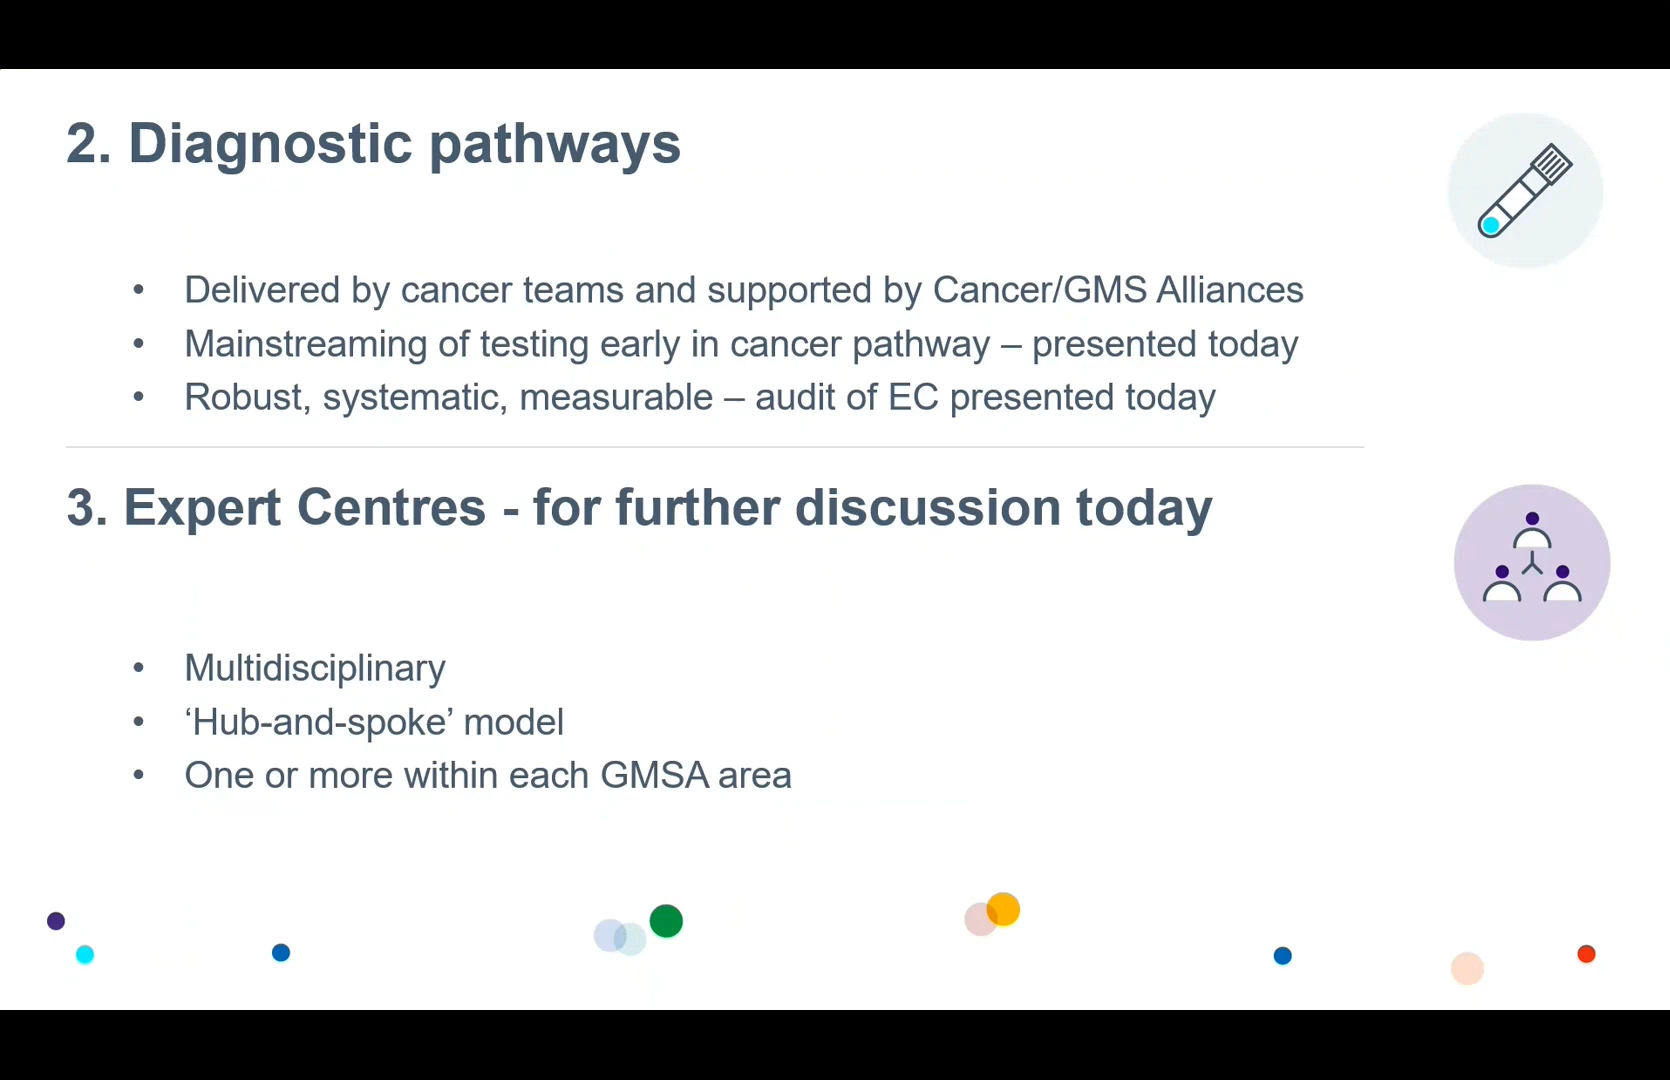 2. Diagnostic pathways
• Delivered by cancer teams and supported by Cancer/GMS Alliances
• Mainstreaming of testing early in cancer pathway – presented today
• Robust, systematic, measurable – audit of EC presented today
3. Expert Centres - for further discussion today
• Multidisciplinary
• ‘Hub-and-spoke’ model
• One or more within each GMSA area